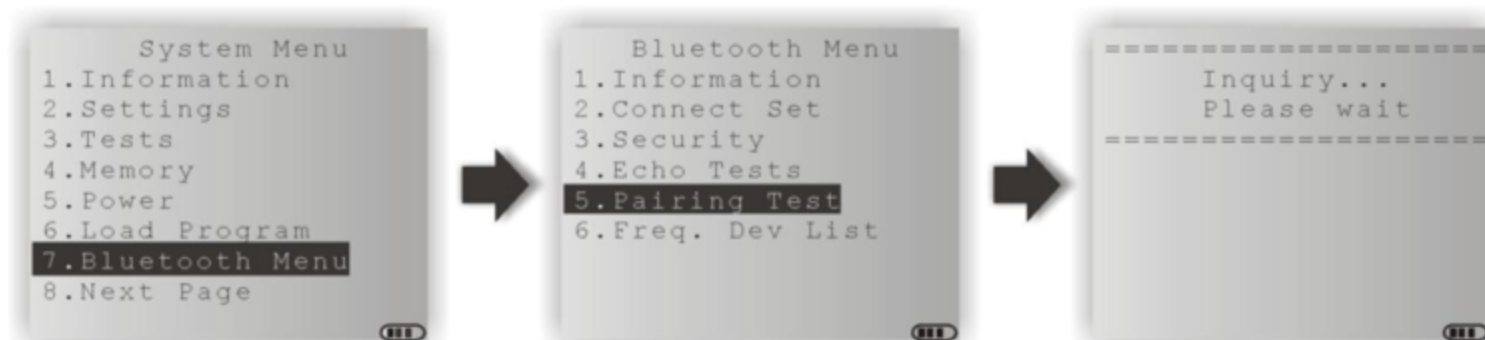 System Menu
1.Information
2.Settings
3.Tests
4.Memory
5.Power
6.Load Program
7.Bluetooth Menu
8.Next Page
Bluetooth Menu
1.Information
2.Connect Set
3.Security
4.Echo Tests
5.Pairing Test
6.Freq. Dev List
====================
Inquiry...
Please wait
====================